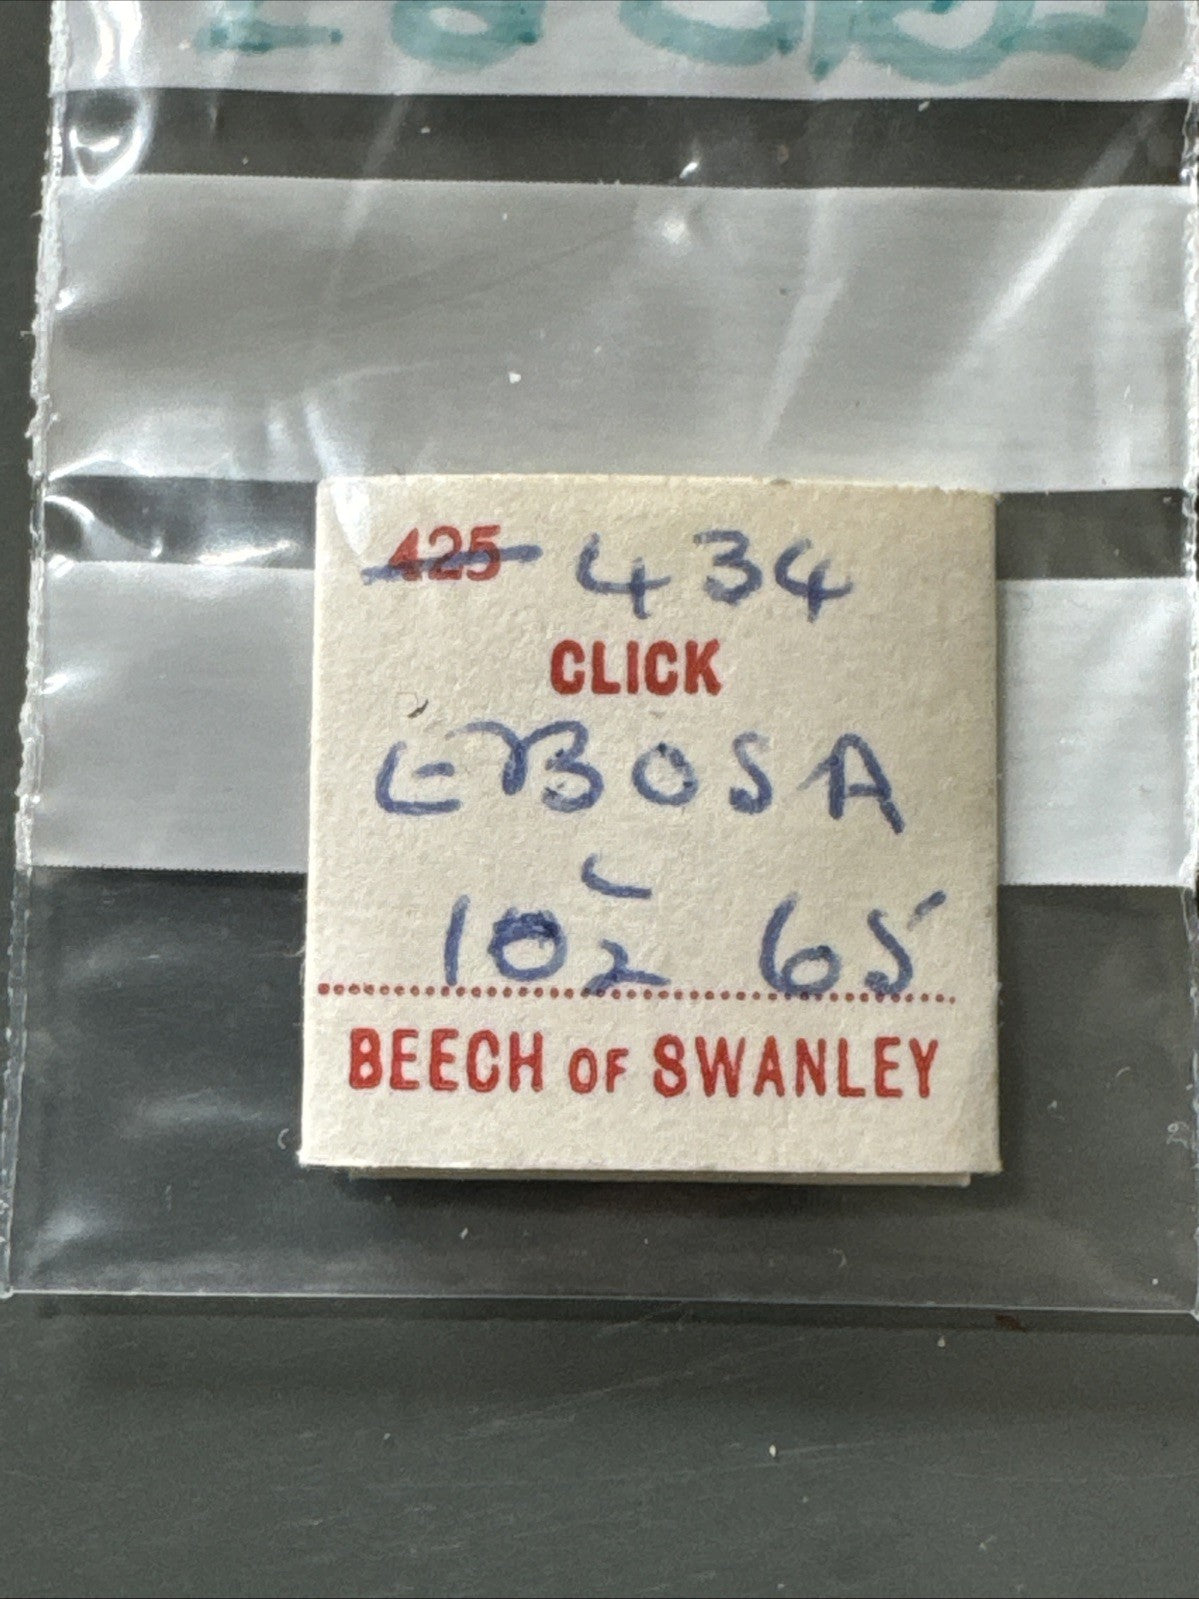 425 434
CLICK
EBOSA
10½ 65
BEECH OF SWANLEY